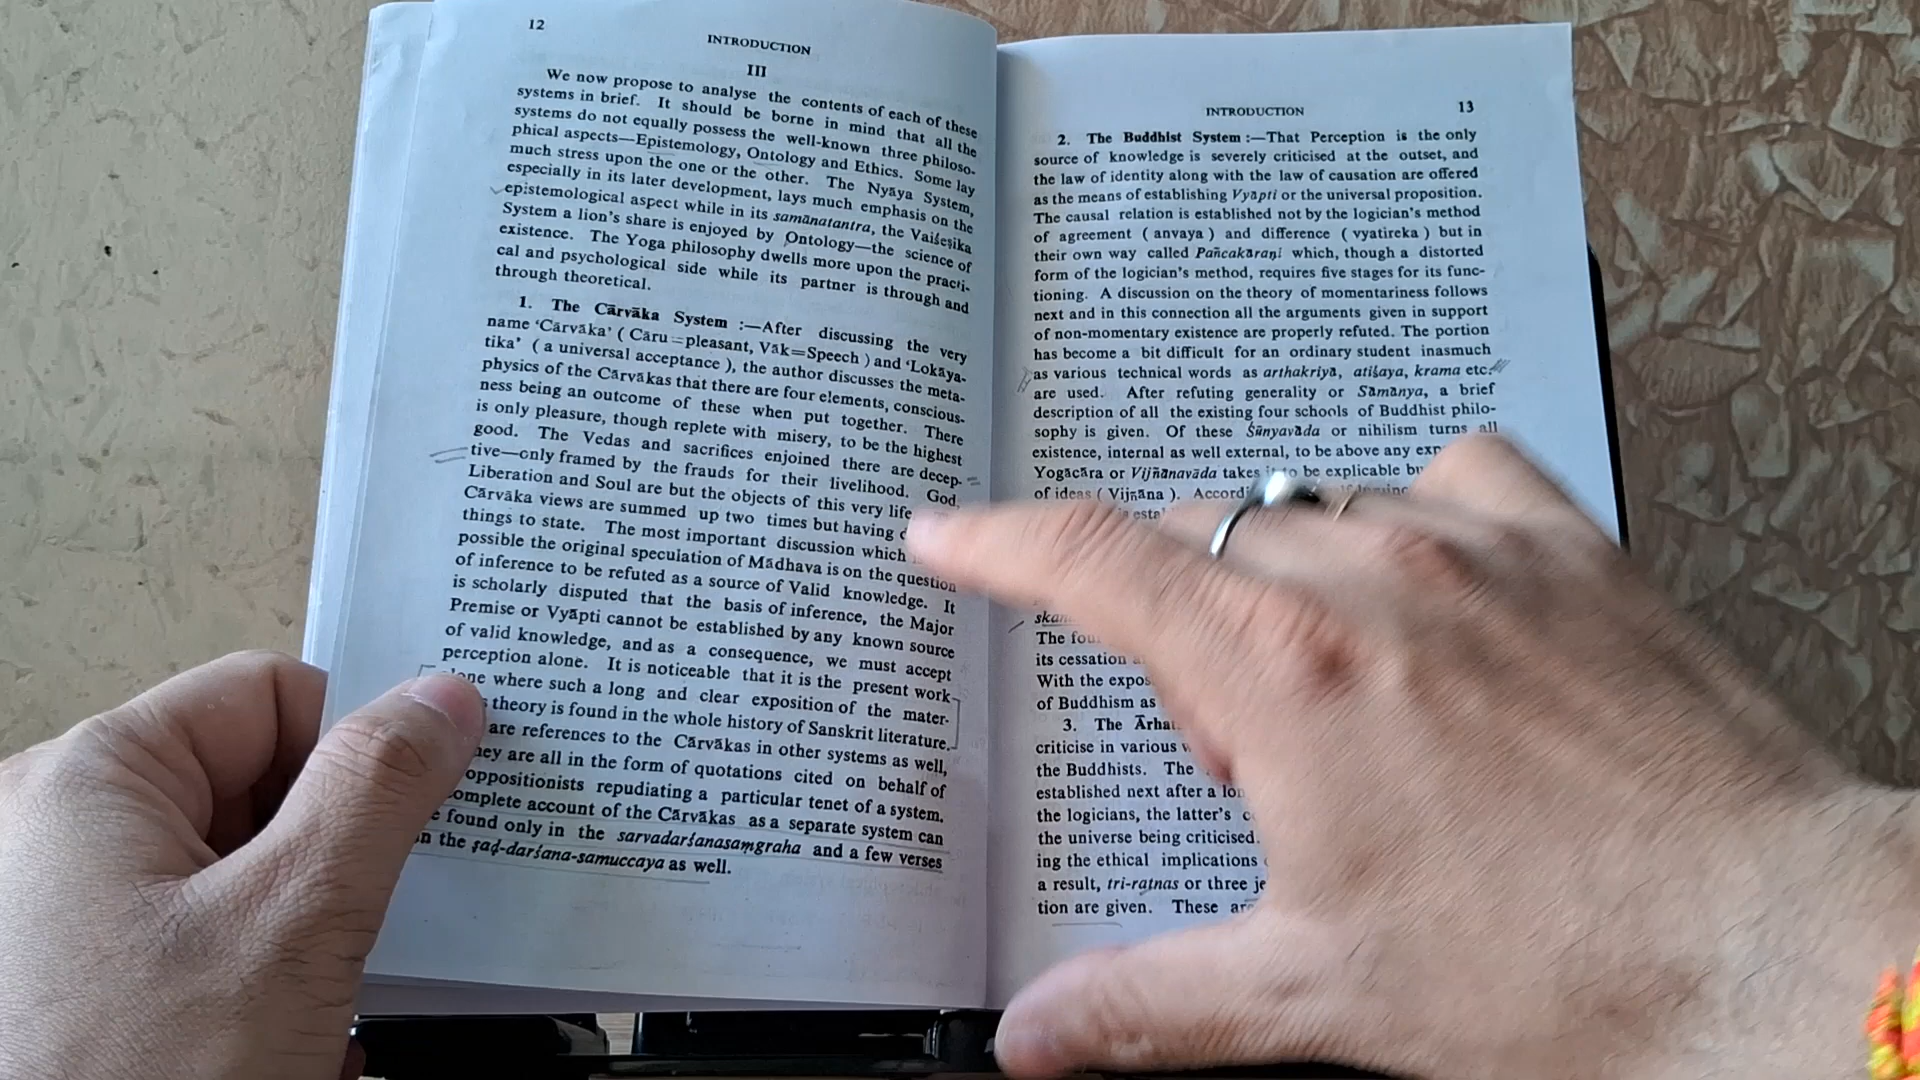 12
INTRODUCTION
III
We now propose to analyse the contents of each of these
systems in brief. It should be borne in mind that all the
systems do not equally possess the well-known three philoso-
phical aspects—Epistemology, Ontology and Ethics. Some lay
much stress upon the one or the other. The Nyāya System,
especially in its later development, lays much emphasis on the
epistemological aspect while in its samānatantra, the Vaiśeṣika
System a lion's share is enjoyed by Ontology—the science of
existence. The Yoga philosophy dwells more upon the practi-
cal and psychological side while its partner is through and
through theoretical.
1. The Cārvāka System :—After discussing the very
name ‘Cārvāka’ ( Cāru=pleasant, Vāk=Speech ) and ‘Lokāya-
tika’ ( a universal acceptance ), the author discusses the meta-
physics of the Cārvākas that there are four elements, conscious-
ness being an outcome of these when put together. There
is only pleasure, though replete with misery, to be the highest
good. The Vedas and sacrifices enjoined there are decep-
tive—only framed by the frauds for their livelihood. God,
Liberation and Soul are but the objects of this very life
Cārvāka views are summed up two times but having
things to state. The most important discussion which
possible the original speculation of Mādhava is on the question
of inference to be refuted as a source of Valid knowledge. It
is scholarly disputed that the basis of inference, the Major
Premise or Vyāpti cannot be established by any known source
of valid knowledge, and as a consequence, we must accept
perception alone. It is noticeable that it is the present work
where such a long and clear exposition of the mater-
theory is found in the whole history of Sanskrit literature.
are references to the Cārvākas in other systems as well,
they are all in the form of quotations cited on behalf of
oppositionists repudiating a particular tenet of a system.
complete account of the Cārvākas as a separate system can
found only in the sarvadarśanasaṃgraha and a few verses
the ṣaḍ-darśana-samuccaya as well.
INTRODUCTION
13
2. The Buddhist System :—That Perception is the only
source of knowledge is severely criticised at the outset, and
the law of identity along with the law of causation are offered
as the means of establishing Vyāpti or the universal proposition.
The causal relation is established not by the logician's method
of agreement ( anvaya ) and difference ( vyatireka ) but in
their own way called Pañcakāraṇi which, though a distorted
form of the logician's method, requires five stages for its func-
tioning. A discussion on the theory of momentariness follows
next and in this connection all the arguments given in support
of non-momentary existence are properly refuted. The portion
has become a bit difficult for an ordinary student inasmuch
as various technical words as arthakriyā, atiśaya, krama etc.
are used. After refuting generality or Sāmānya, a brief
description of all the existing four schools of Buddhist philo-
sophy is given. Of these Śūnyavāda or nihilism turns all
existence, internal as well external, to be above any
Yogācāra or Vijñānavāda takes it to be explicable
of ideas ( Vijñāna ).
The
its cessation
With the
of Buddhism as
3. The
criticise in various
the Buddhists. The
established next after a
the logicians, the latter's
the universe being criticised.
ing the ethical implications
a result, tri-ratnas or three
tion are given. These